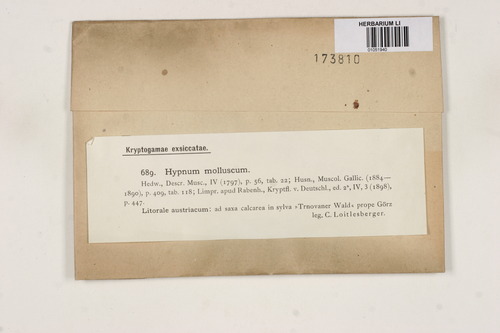 HERBARIUM LI
01051940
173810
Kryptogamae exsiccatae.
689. Hypnum molluscum.
Hedw., Descr. Musc., IV (1797), p. 56, tab. 22; Husn., Muscol. Gallic. (1884—
1890), p. 409, tab. 118; Limpr. apud Rabenh., Kryptfl. v. Deutschl., ed. 2ª, IV, 3 (1898),
p. 447.
Litorale austriacum: ad saxa calcarea in sylva »Trnovaner Wald« prope Görz
leg. C. Loitlesberger.